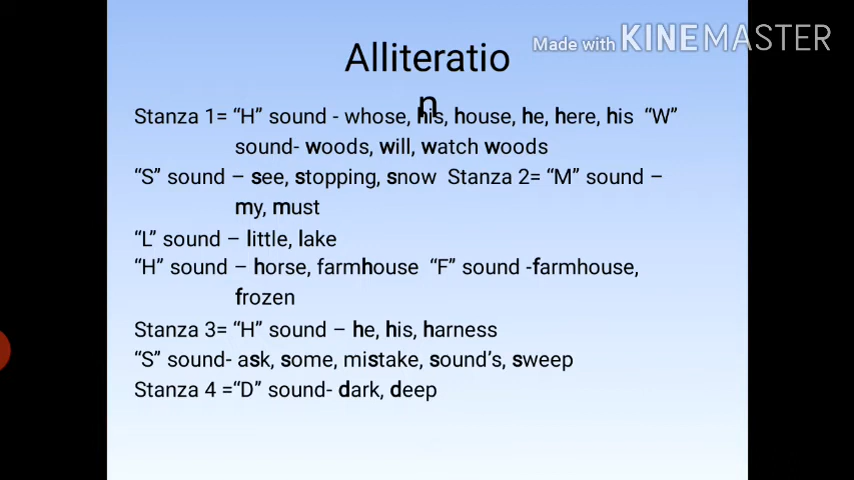 Made with KINEMASTER
Alliteratio
n
Stanza 1= “H” sound - whose, his, house, he, here, his “W”
sound- woods, will, watch woods
“S” sound – see, stopping, snow Stanza 2= “M” sound –
my, must
“L” sound – little, lake
“H” sound – horse, farmhouse “F” sound -farmhouse,
frozen
Stanza 3= “H” sound – he, his, harness
“S” sound- ask, some, mistake, sound’s, sweep
Stanza 4 =“D” sound- dark, deep